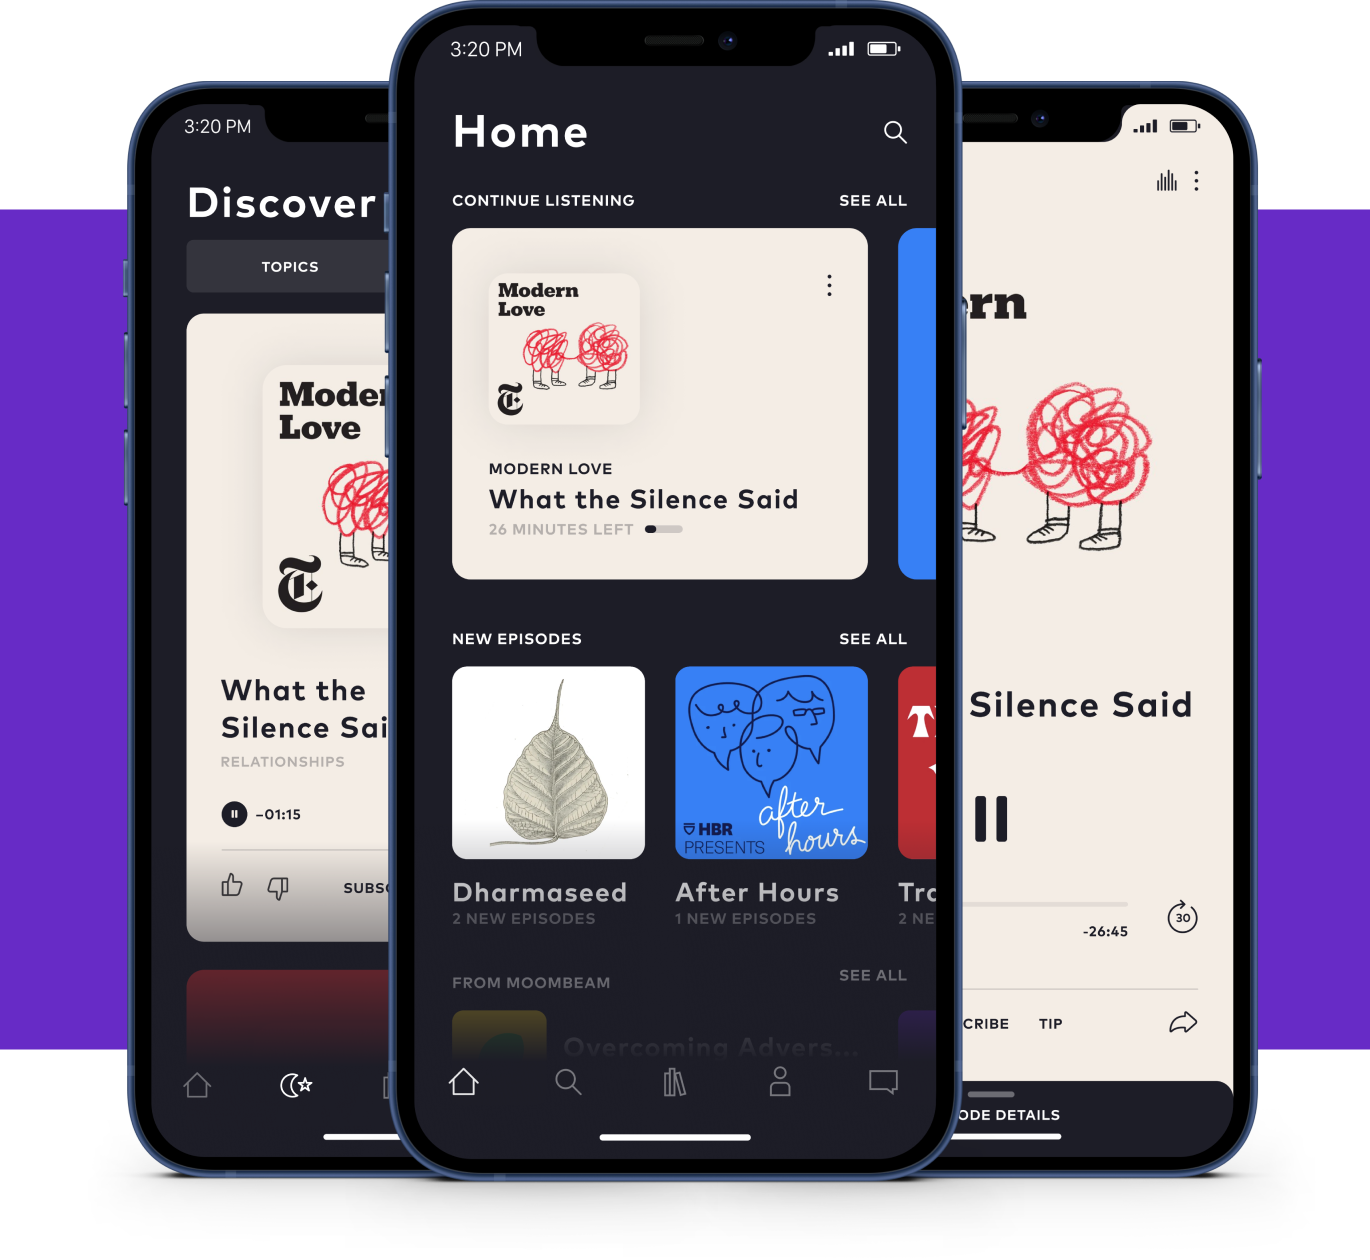 3:20 PM
Discover
TOPICS
Moder
Love
What the
Silence Sai
RELATIONSHIPS
-01:15
SUBSC
3:20 PM
Home
CONTINUE LISTENING
SEE ALL
Modern
Love
MODERN LOVE
What the Silence Said
26 MINUTES LEFT
NEW EPISODES
SEE ALL
HBR
PRESENTS
after
hours
Dharmaseed
After Hours
Tra
2 NEW EPISODES
1 NEW EPISODES
2 NE
FROM MOOMBEAM
SEE ALL
Overcoming Advers...
rn
Silence Said
-26:45
30
CRIBE
TIP
ODE DETAILS